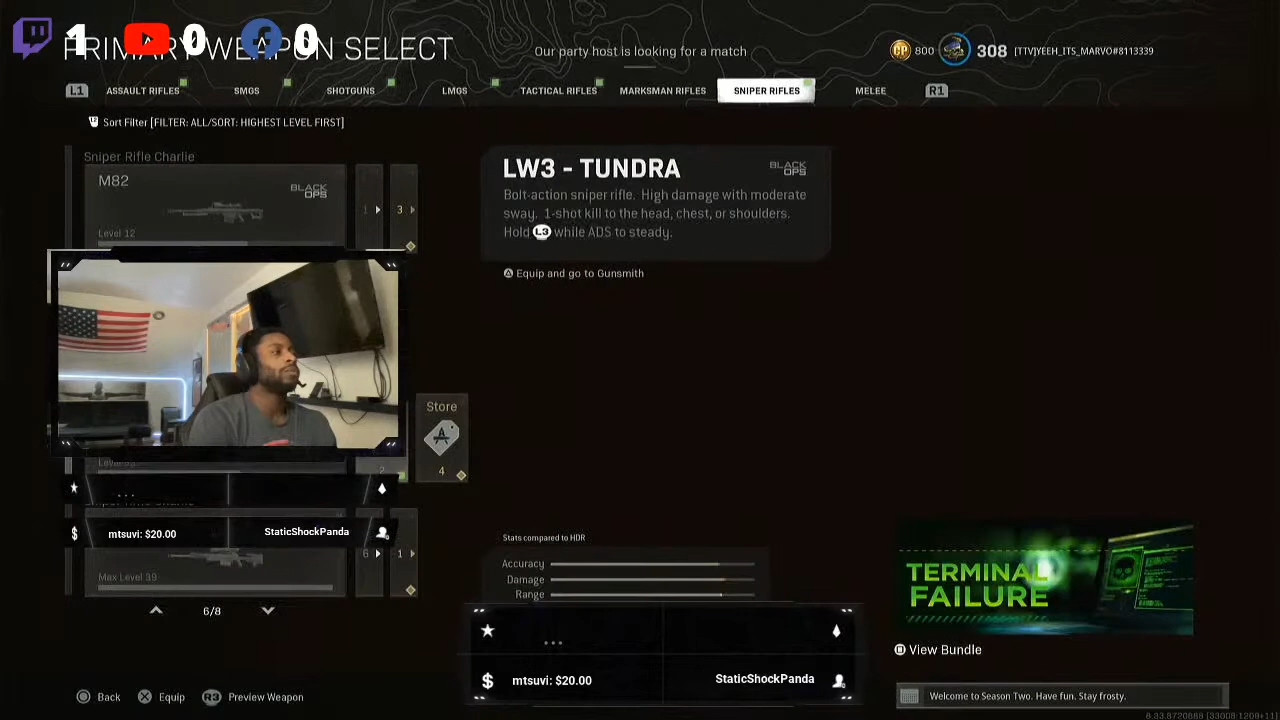 1 0 0
PRIMARY WEAPON SELECT
Our party host is looking for a match
CP 800 308 [TTV]YEEH_ITS_MARVO#8113339
L1 ASSAULT RIFLES SMGS SHOTGUNS LMGS TACTICAL RIFLES MARSMAN RIFLES SNIPER RIFLES MELEE R1
Sort Filter [FILTER: ALL/SORT: HIGHEST LEVEL FIRST]
Sniper Rifle Charlie
M82
BLACK OPS
1 3
Level 12
LW3 - TUNDRA
BLACK OPS
Bolt-action sniper rifle. High damage with moderate
sway. 1-shot kill to the head, chest, or shoulders.
Hold L3 while ADS to steady.
Equip and go to Gunsmith
Store
4
2
...
mtsuvi: $20.00 StaticShockPanda
6 1
Max Level 39
6/8
Stats compared to HDR
Accuracy
Damage
Range
...
mtsuvi: $20.00 StaticShockPanda
TERMINAL
FAILURE
View Bundle
Back Equip R3 Preview Weapon
Welcome to Season Two. Have fun. Stay frosty.